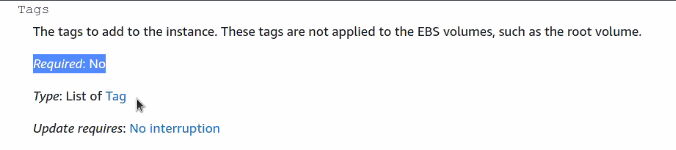 Tags
The tags to add to the instance. These tags are not applied to the EBS volumes, such as the root volume.
Required: No
Type: List of Tag
Update requires: No interruption